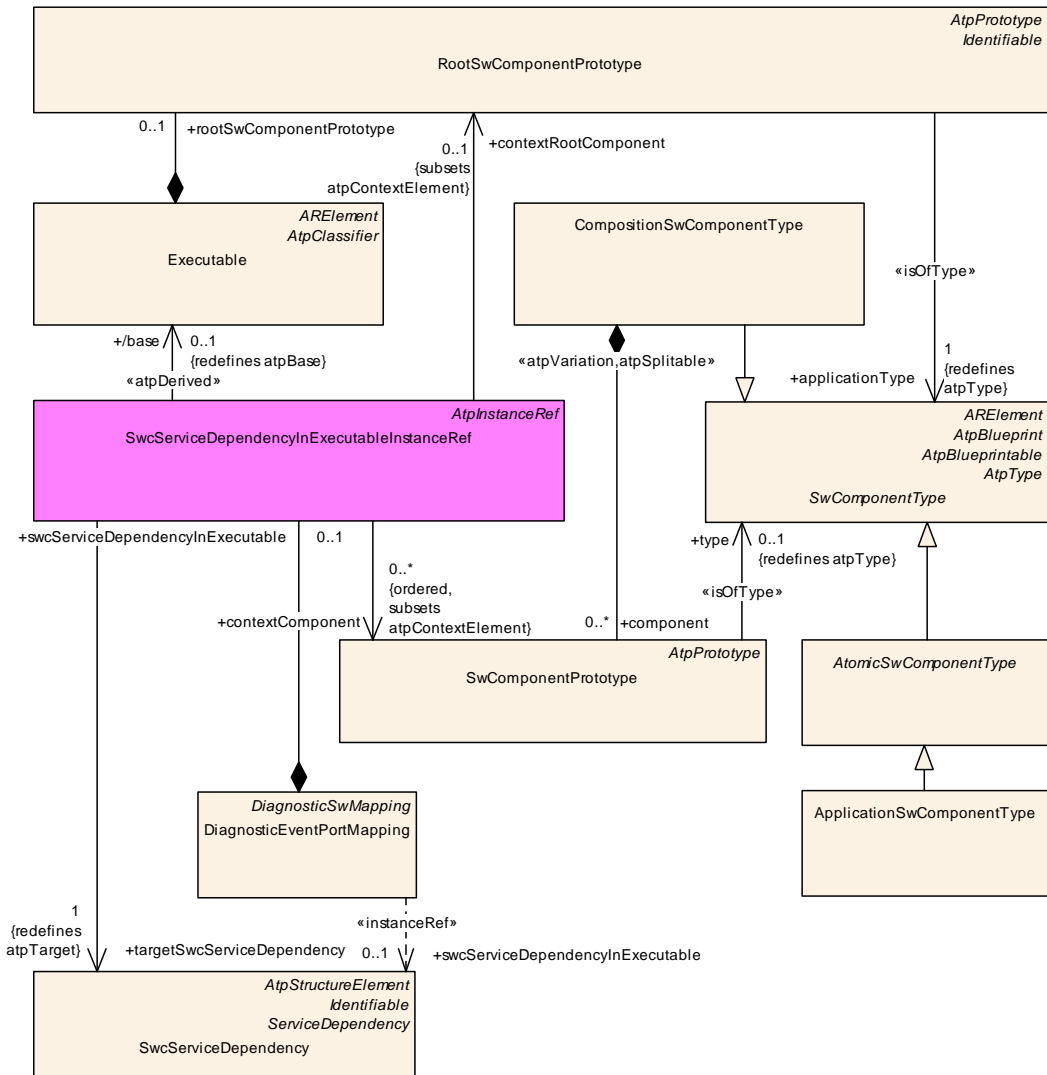 AtpPrototype
Identifiable
RootSwComponentPrototype
0..1
+rootSwComponentPrototype
0..1
{subsets
atpContextElement}
+contextRootComponent
ARElement
AtpClassifier
Executable
CompositionSwComponentType
«isOfType»
+/base
0..1
{redefines atpBase}
«atpDerived»
«atpVariation,atpSplitable»
+applicationType
1
{redefines
atpType}
AtpInstanceRef
SwcServiceDependencyInExecutableInstanceRef
ARElement
AtpBlueprint
AtpBlueprintable
AtpType
SwComponentType
+swcServiceDependencyInExecutable
0..1
+type
0..1
{redefines atpType}
0..*
{ordered,
subsets
atpContextElement}
«isOfType»
+contextComponent
0..*
+component
AtpPrototype
SwComponentPrototype
AtomicSwComponentType
DiagnosticSwMapping
DiagnosticEventPortMapping
ApplicationSwComponentType
1
{redefines
atpTarget}
«instanceRef»
+targetSwcServiceDependency
0..1
+swcServiceDependencyInExecutable
AtpStructureElement
Identifiable
ServiceDependency
SwcServiceDependency